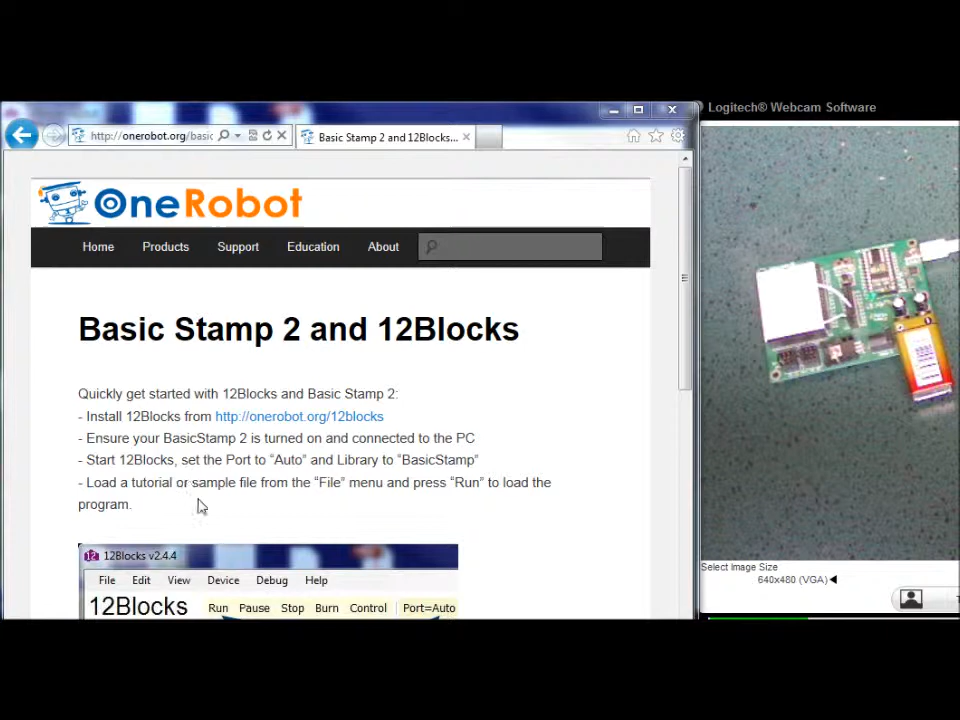 Logitech® Webcam Software
http://onerobot.org/basic
Basic Stamp 2 and 12Blocks...
OneRobot
Home Products Support Education About
Basic Stamp 2 and 12Blocks
Quickly get started with 12Blocks and Basic Stamp 2:
- Install 12Blocks from http://onerobot.org/12blocks
- Ensure your BasicStamp 2 is turned on and connected to the PC
- Start 12Blocks, set the Port to “Auto” and Library to “BasicStamp”
- Load a tutorial or sample file from the “File” menu and press “Run” to load the
program.
12Blocks v2.4.4
File Edit View Device Debug Help
12Blocks Run Pause Stop Burn Control Port=Auto
Select Image Size
640x480 (VGA)